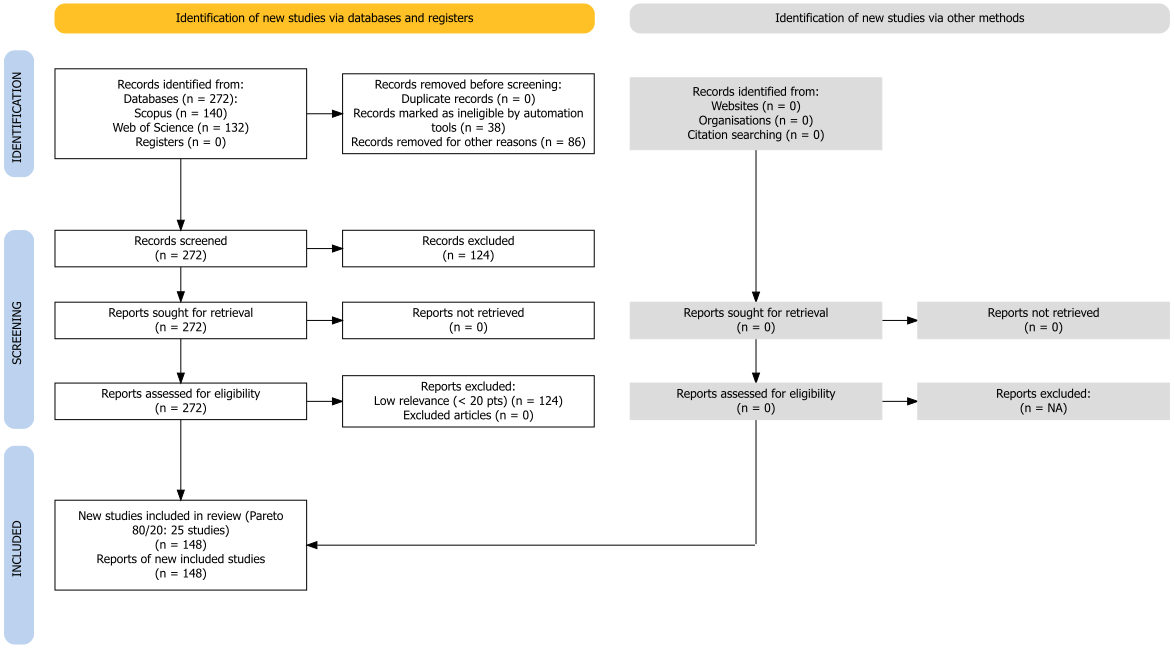 Identification of new studies via databases and registers
Identification of new studies via other methods
IDENTIFICATION
Records identified from:
Databases (n = 272):
Scopus (n = 140)
Web of Science (n = 132)
Registers (n = 0)
Records removed before screening:
Duplicate records (n = 0)
Records marked as ineligible by automation
tools (n = 38)
Records removed for other reasons (n = 86)
Records identified from:
Websites (n = 0)
Organisations (n = 0)
Citation searching (n = 0)
SCREENING
Records screened
(n = 272)
Records excluded
(n = 124)
Reports sought for retrieval
(n = 272)
Reports not retrieved
(n = 0)
Reports sought for retrieval
(n = 0)
Reports not retrieved
(n = 0)
Reports assessed for eligibility
(n = 272)
Reports excluded:
Low relevance (< 20 pts) (n = 124)
Excluded articles (n = 0)
Reports assessed for eligibility
(n = 0)
Reports excluded:
(n = NA)
INCLUDED
New studies included in review (Pareto
80/20: 25 studies)
(n = 148)
Reports of new included studies
(n = 148)